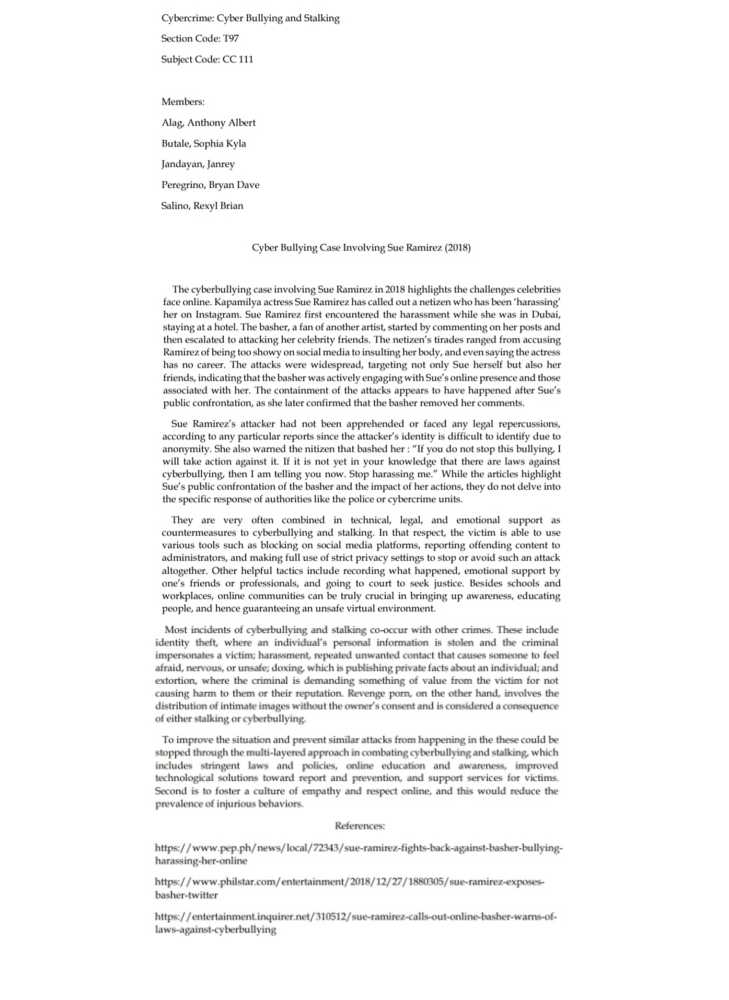 Cybercrime: Cyber Bullying and Stalking
Section Code: T97
Subject Code: CC 111
Members:
Alag, Anthony Albert
Butale, Sophia Kyla
Jandayan, Janrey
Peregrino, Bryan Dave
Salino, Rexyl Brian
Cyber Bullying Case Involving Sue Ramirez (2018)
The cyberbullying case involving Sue Ramirez in 2018 highlights the challenges celebrities
face online. Kapamilya actress Sue Ramirez has called out a netizen who has been ‘harassing’
her on Instagram. Sue Ramirez first encountered the harassment while she was in Dubai,
staying at a hotel. The basher, a fan of another artist, started by commenting on her posts and
then escalated to attacking her celebrity friends. The netizen’s tirades ranged from accusing
Ramirez of being too showy on social media to insulting her body, and even saying the actress
has no career. The attacks were widespread, targeting not only Sue herself but also her
friends, indicating that the basher was actively engaging with Sue’s online presence and those
associated with her. The containment of the attacks appears to have happened after Sue’s
public confrontation, as she later confirmed that the basher removed her comments.
Sue Ramirez’s attacker had not been apprehended or faced any legal repercussions,
according to any particular reports since the attacker’s identity is difficult to identify due to
anonymity. She also warned the nitizen that bashed her : “If you do not stop this bullying, I
will take action against it. If it is not yet in your knowledge that there are laws against
cyberbullying, then I am telling you now. Stop harassing me.” While the articles highlight
Sue’s public confrontation of the basher and the impact of her actions, they do not delve into
the specific response of authorities like the police or cybercrime units.
They are very often combined in technical, legal, and emotional support as
countermeasures to cyberbullying and stalking. In that respect, the victim is able to use
various tools such as blocking on social media platforms, reporting offending content to
administrators, and making full use of strict privacy settings to stop or avoid such an attack
altogether. Other helpful tactics include recording what happened, emotional support by
one’s friends or professionals, and going to court to seek justice. Besides schools and
workplaces, online communities can be truly crucial in bringing up awareness, educating
people, and hence guaranteeing an unsafe virtual environment.
Most incidents of cyberbullying and stalking co-occur with other crimes. These include
identity theft, where an individual’s personal information is stolen and the criminal
impersonates a victim; harassment, repeated unwanted contact that causes someone to feel
afraid, nervous, or unsafe; doxing, which is publishing private facts about an individual; and
extortion, where the criminal is demanding something of value from the victim for not
causing harm to them or their reputation. Revenge porn, on the other hand, involves the
distribution of intimate images without the owner’s consent and is considered a consequence
of either stalking or cyberbullying.
To improve the situation and prevent similar attacks from happening in the these could be
stopped through the multi-layered approach in combating cyberbullying and stalking, which
includes stringent laws and policies, online education and awareness, improved
technological solutions toward report and prevention, and support services for victims.
Second is to foster a culture of empathy and respect online, and this would reduce the
prevalence of injurious behaviors.
References:
https://www.pep.ph/news/local/72343/sue-ramirez-fights-back-against-basher-bullying-
harassing-her-online
https://www.philstar.com/entertainment/2018/12/27/1880305/sue-ramirez-exposes-
basher-twitter
https://entertainment.inquirer.net/310512/sue-ramirez-calls-out-online-basher-warns-of-
laws-against-cyberbullying